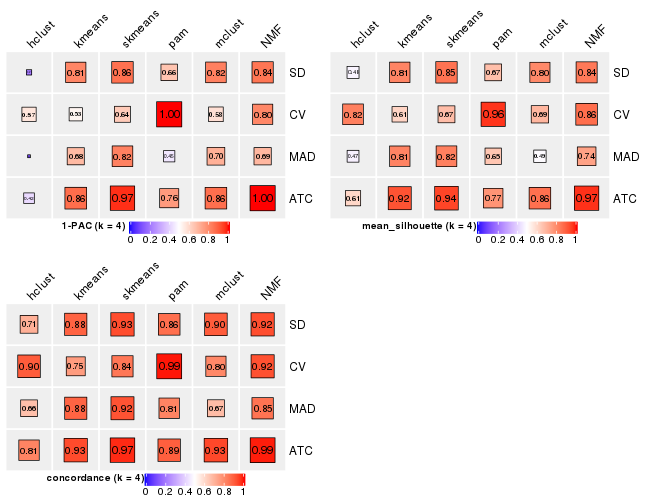 hclust kmeans skmeans pam mclust NMF
0.81 0.86 0.66 0.82 0.84 SD
0.57 0.53 0.64 1.00 0.58 0.80 CV
0.68 0.82 0.45 0.70 0.69 MAD
0.86 0.97 0.76 0.86 1.00 ATC
1-PAC (k = 4) 0 0.2 0.4 0.6 0.8 1
hclust kmeans skmeans pam mclust NMF
0.81 0.85 0.67 0.80 0.84 SD
0.82 0.61 0.67 0.96 0.69 0.86 CV
0.47 0.81 0.82 0.65 0.49 0.74 MAD
0.61 0.92 0.94 0.77 0.86 0.97 ATC
mean_silhouette (k = 4) 0 0.2 0.4 0.6 0.8 1
hclust kmeans skmeans pam mclust NMF
0.71 0.88 0.93 0.86 0.90 0.92 SD
0.90 0.75 0.84 0.99 0.80 0.92 CV
0.66 0.88 0.92 0.81 0.67 0.85 MAD
0.81 0.93 0.97 0.89 0.93 0.99 ATC
concordance (k = 4) 0 0.2 0.4 0.6 0.8 1